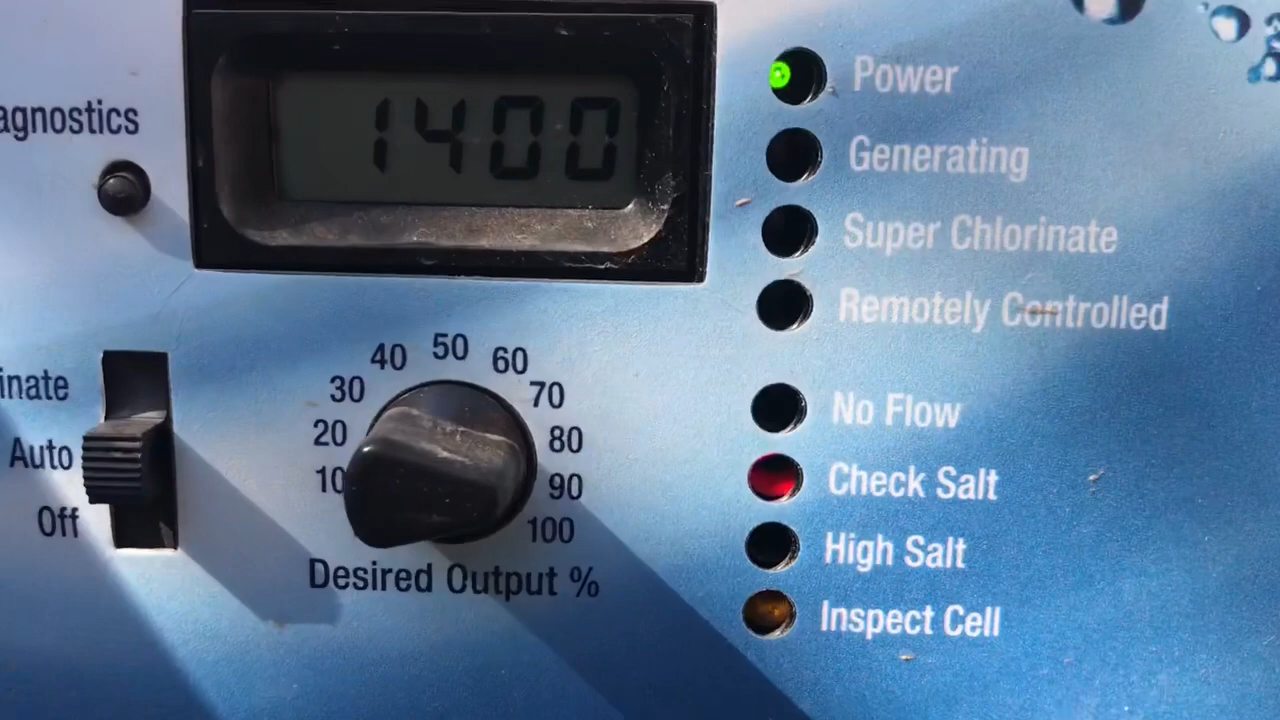 agnostics
1400
Power
Generating
Super Chlorinate
Remotely Controlled
inate
Auto
Off
10
20
30
40
50
60
70
80
90
100
Desired Output %
No Flow
Check Salt
High Salt
Inspect Cell